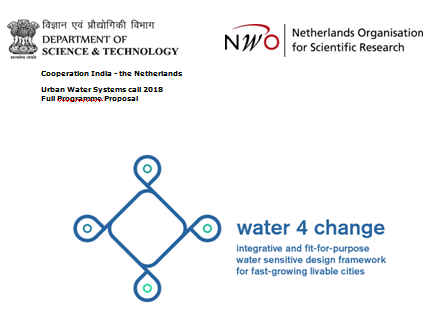 विज्ञान एवं प्रौद्योगिकी विभाग
DEPARTMENT OF
SCIENCE & TECHNOLOGY
NWO
Netherlands Organisation
for Scientific Research
Cooperation India - the Netherlands
Urban Water Systems call 2018
Full Programme Proposal
water 4 change
integrative and fit-for-purpose
water sensitive design framework
for fast-growing livable cities